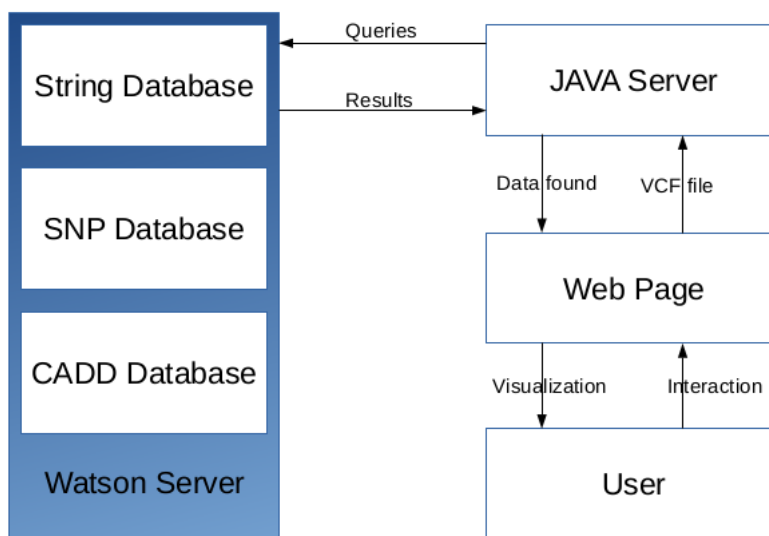 String Database
SNP Database
CADD Database
Watson Server
Queries
Results
JAVA Server
Data found
VCF file
Web Page
Visualization
Interaction
User